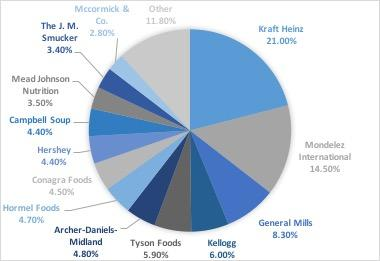 Kraft Heinz
21.00%
Mondelez
International
14.50%
General Mills
8.30%
Kellogg
6.00%
Tyson Foods
5.90%
Archer-Daniels-
Midland
4.80%
Hormel Foods
4.70%
Conagra Foods
4.50%
Hershey
4.40%
Campbell Soup
4.40%
Mead Johnson
Nutrition
3.50%
The J. M.
Smucker
3.40%
Mccormick &
Co.
2.80%
Other
11.80%